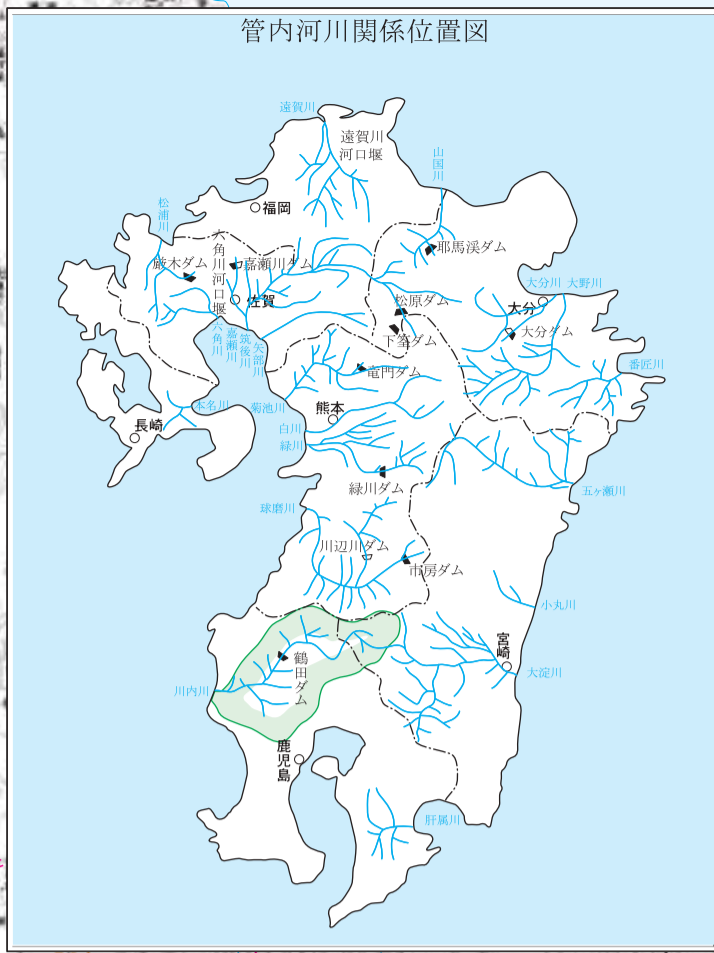 管内河川関係位置図
遠賀川
遠賀川
河口堰
山国川
福岡
松浦川
六角川河口堰
耶馬渓ダム
厳木ダム
嘉瀬川ダム
佐賀
松原ダム
大分川
大野川
大分
大分ダム
下筌ダム
六角川
嘉瀬川
筑後川
矢部川
番匠川
竜門ダム
本名川
菊池川
熊本
長崎
白川
緑川
緑川ダム
五ヶ瀬川
球磨川
川辺川ダム
市房ダム
小丸川
宮崎
鶴田ダム
大淀川
川内川
鹿児島
肝属川